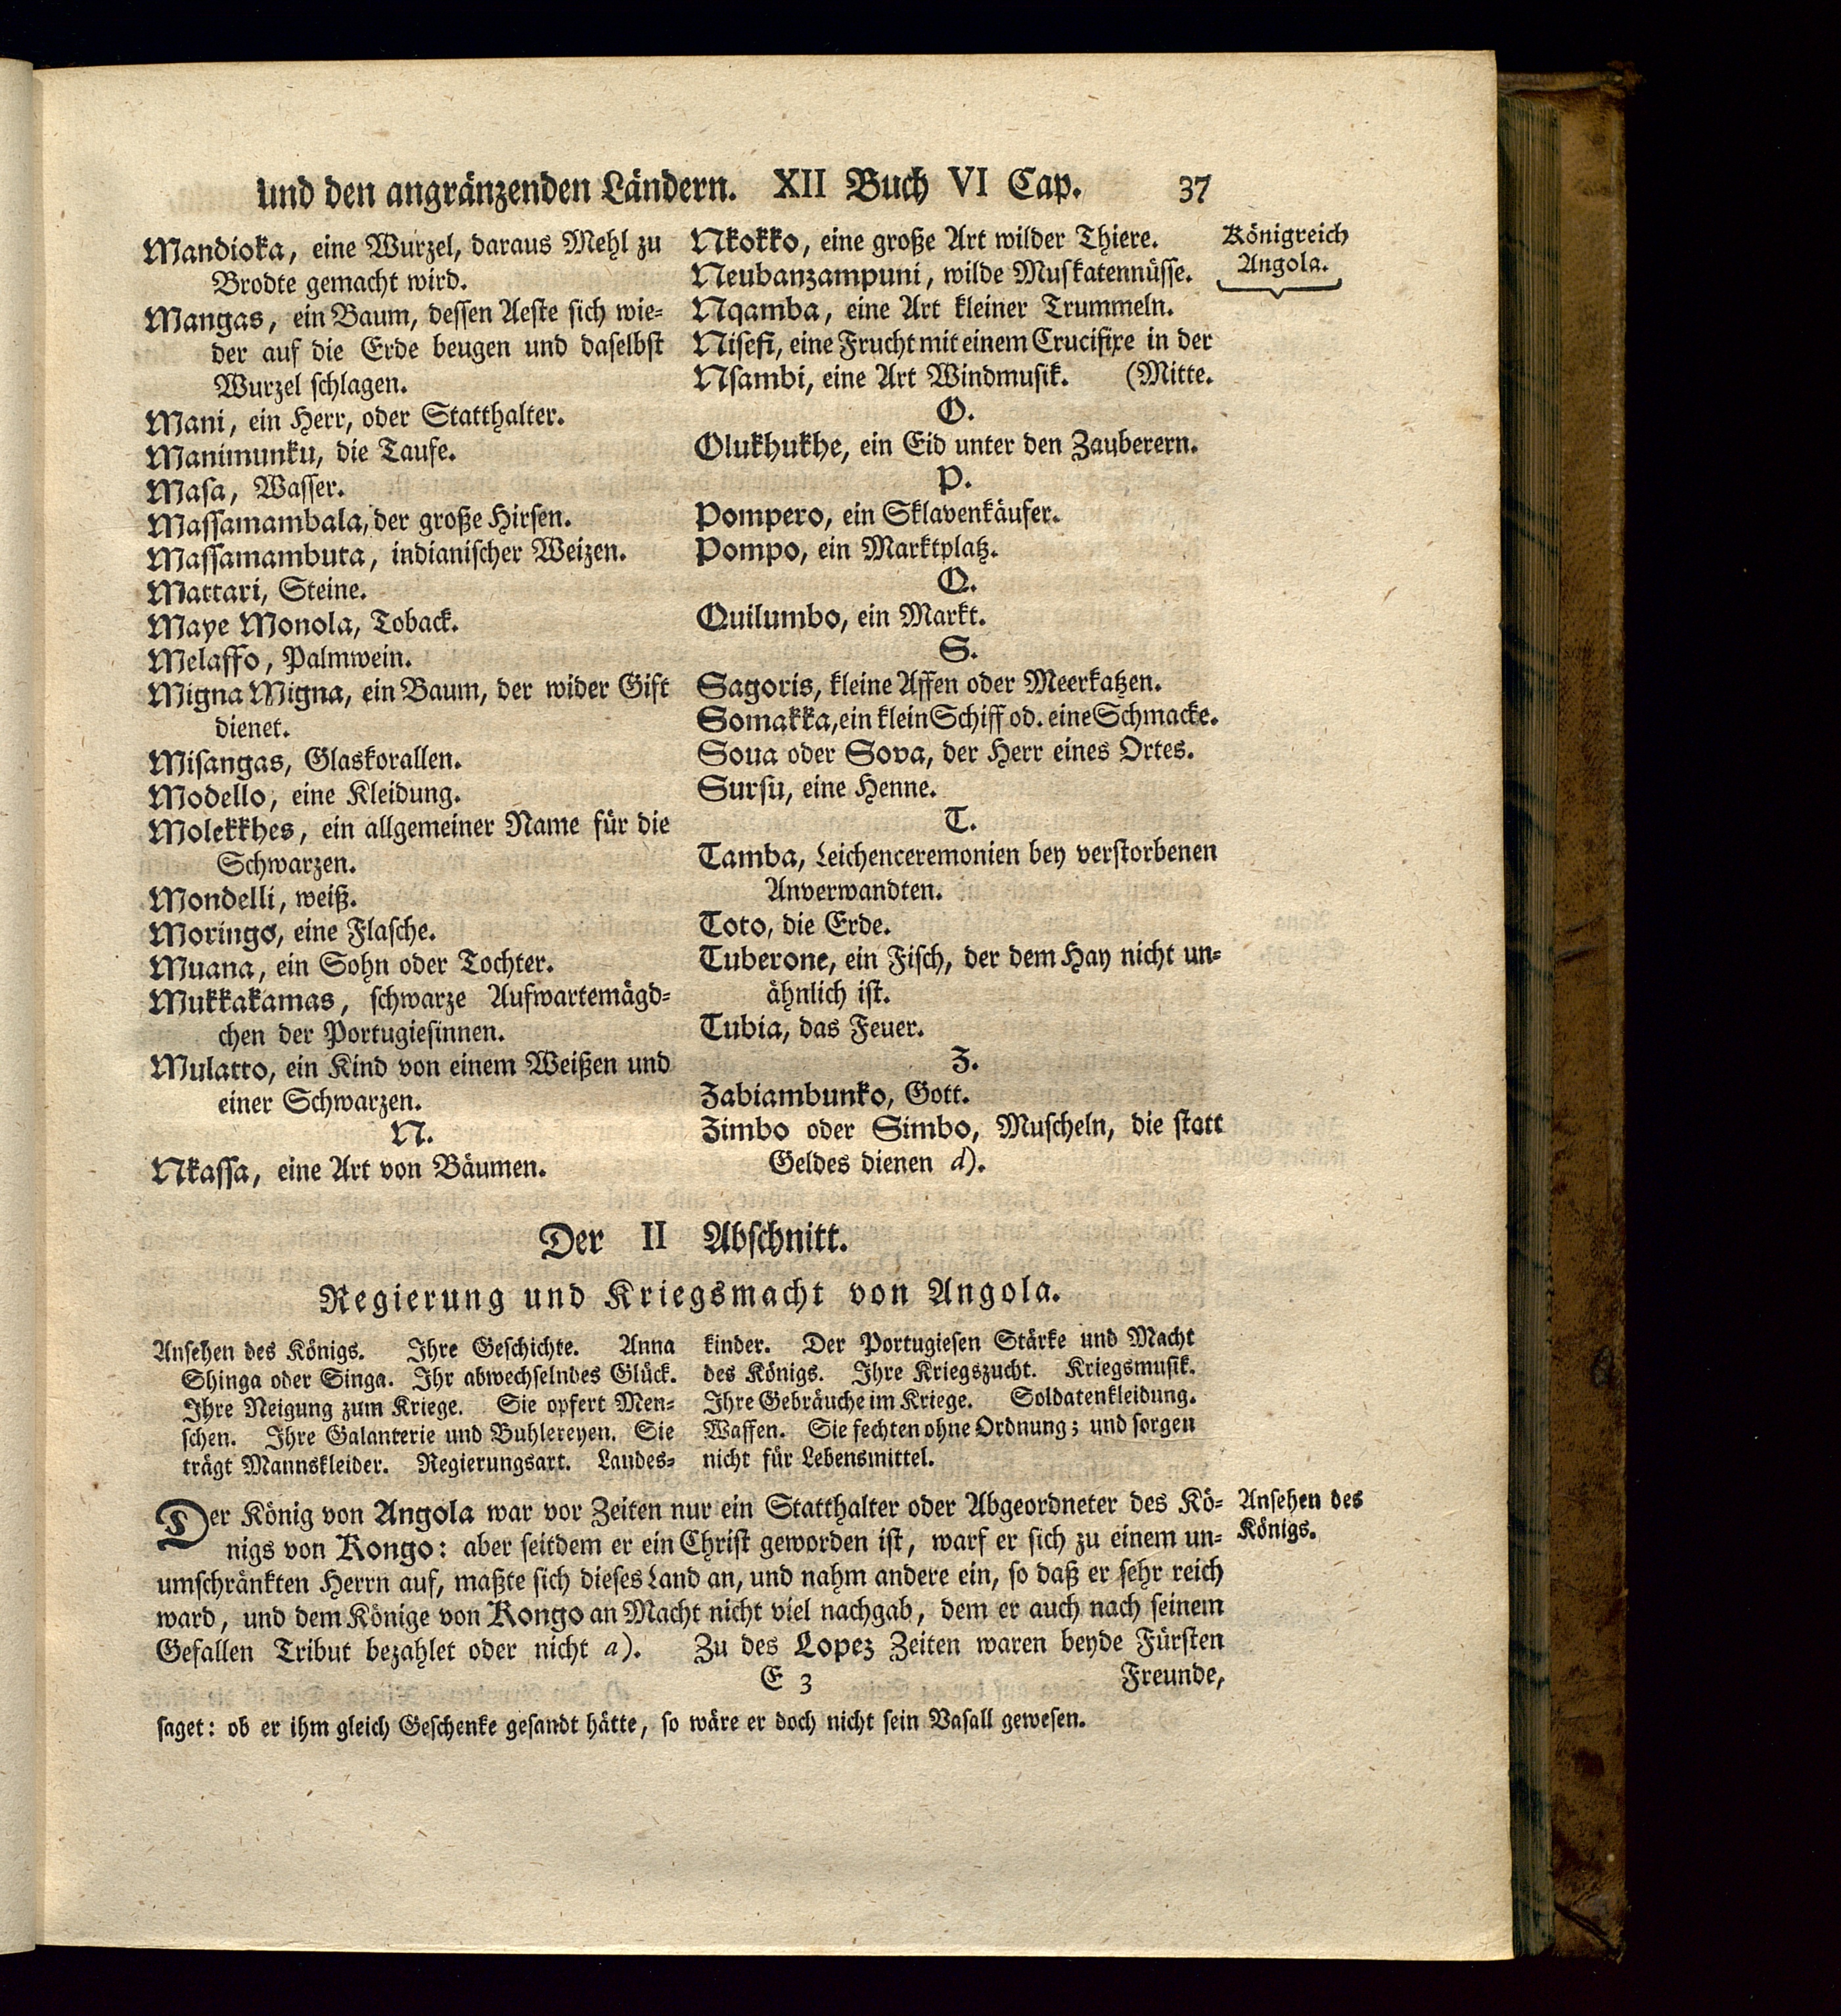 und den angränzenden Ländern. XII Buch VI Cap. 37
Königreich
Angola.
Mandioka, eine Wurzel, daraus Mehl zu
Brodte gemacht wird.
Mangas, ein Baum, dessen Aeste sich wie=
der auf die Erde beugen und daselbst
Wurzel schlagen.
Mani, ein Herr, oder Statthalter.
Manimunku, die Taufe.
Masa, Wasser.
Massamambala, der große Hirsen.
Massamambuta, indianischer Weizen.
Mattari, Steine.
Maye Monola, Toback.
Melaffo, Palmwein.
Migna Migna, ein Baum, der wider Gift
dienet.
Misangas, Glaskorallen.
Modello, eine Kleidung.
Molekkhes, ein allgemeiner Name für die
Schwarzen.
Mondelli, weiß.
Moringo, eine Flasche.
Muana, ein Sohn oder Tochter.
Mukkakamas, schwarze Aufwartemägd=
chen der Portugiesinnen.
Mulatto, ein Kind von einem Weißen und
einer Schwarzen.
N.
Nkassa, eine Art von Bäumen.
Nkokko, eine große Art wilder Thiere.
Neubanzampuni, wilde Muskatennüsse.
Nqamba, eine Art kleiner Trummeln.
Nisefi, eine Frucht mit einem Crucifixe in der
Nsambi, eine Art Windmusik. (Mitte.
O.
Olukhukhe, ein Eid unter den Zauberern.
P.
Pompero, ein Sklavenkäufer.
Pompo, ein Marktplatz.
Q.
Quilumbo, ein Markt.
S.
Sagoris, kleine Affen oder Meerkatzen.
Somakka, ein klein Schiff od. eine Schmacke.
Soua oder Sova, der Herr eines Ortes.
Sursu, eine Henne.
T.
Tamba, Leichenceremonien bey verstorbenen
Anverwandten.
Toto, die Erde.
Tuberone, ein Fisch, der dem Hay nicht un=
ähnlich ist.
Tubia, das Feuer.
Z.
Zabiambunko, Gott.
Zimbo oder Simbo, Muscheln, die statt
Geldes dienen d).
Der II Abschnitt.
Regierung und Kriegsmacht von Angola.
Ansehen des Königs. Ihre Geschichte. Anna
Shinga oder Singa. Ihr abwechselndes Glück.
Ihre Neigung zum Kriege. Sie opfert Men=
schen. Ihre Galanterie und Buhlereyen. Sie
trägt Mannskleider. Regierungsart. Landes=
kinder. Der Portugiesen Stärke und Macht
des Königs. Ihre Kriegszucht. Kriegsmusik.
Ihre Gebräuche im Kriege. Soldatenkleidung.
Waffen. Sie fechten ohne Ordnung; und sorgen
nicht für Lebensmittel.
Der König von Angola war vor Zeiten nur ein Statthalter oder Abgeordneter des Kö=
nigs von Kongo: aber seitdem er ein Christ geworden ist, warf er sich zu einem un=
umschränkten Herrn auf, maßte sich dieses Land an, und nahm andere ein, so daß er sehr reich
ward, und dem Könige von Kongo an Macht nicht viel nachgab, dem er auch nach seinem
Gefallen Tribut bezahlet oder nicht a). Zu des Lopez Zeiten waren beyde Fürsten
Ansehen des
Königs.
E 3 Freunde,
saget: ob er ihm gleich Geschenke gesandt hätte, so wäre er doch nicht sein Vasall gewesen.